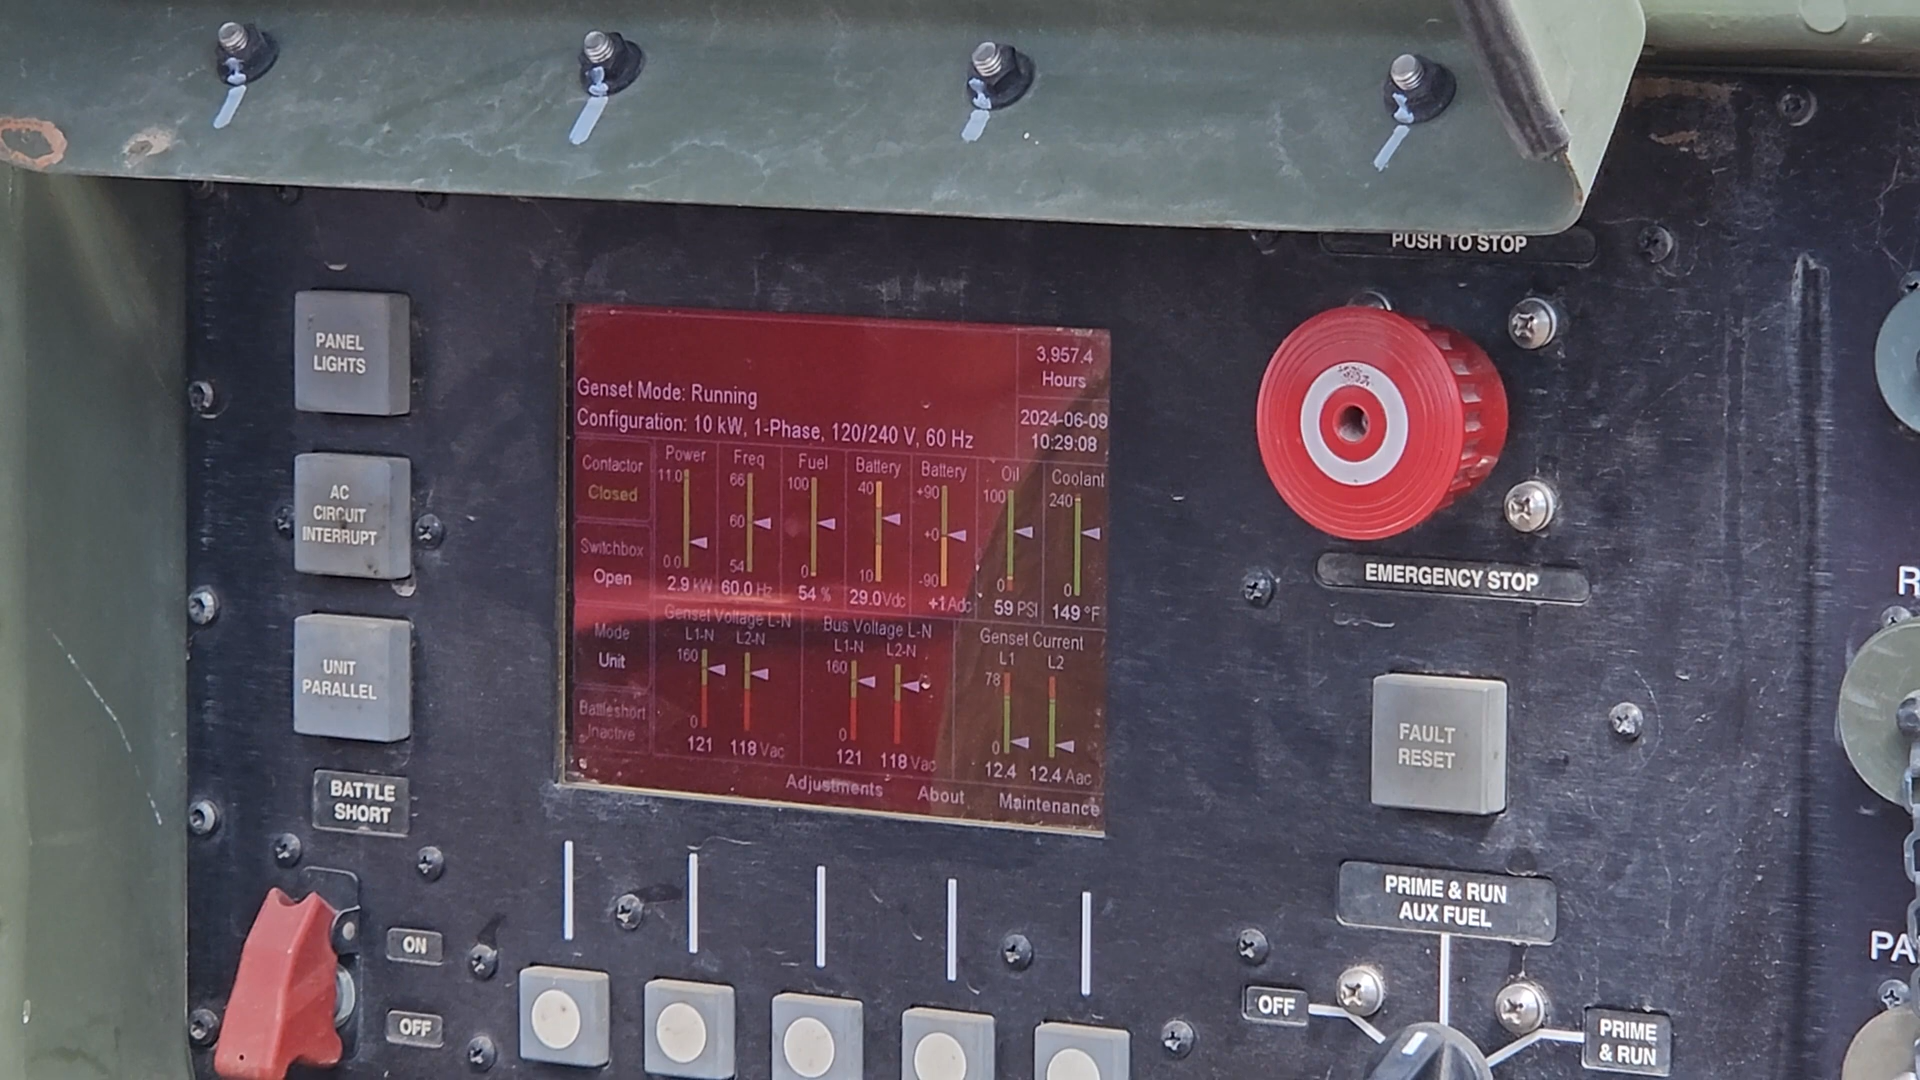 PUSH TO STOP
PANEL
LIGHTS
AC
CIRCUIT
INTERRUPT
UNIT
PARALLEL
BATTLE
SHORT
ON
OFF
3,957.4
Hours
Genset Mode: Running
Configuration: 10 kW, 1-Phase, 120/240 V, 60 Hz
2024-06-09
10:29:08
Contactor
Closed
Switchbox
Open
Mode
Unit
Battleshort
Inactive
Power
11.0
0.0
2.9 kW
Freq
66
60
54
60.0 Hz
Fuel
100
0
54 %
Battery
40
10
29.0 Vdc
Battery
+90
+0
-90
+1 Adc
Oil
100
0
59 PSI
Coolant
240
0
149 °F
Genset Voltage L-N
L1-N L2-N
160
0
121 118 Vac
Bus Voltage L-N
L1-N L2-N
160
0
121 118 Vac
Genset Current
L1 L2
78
0
12.4 12.4 Aac
Adjustments About Maintenance
EMERGENCY STOP
FAULT
RESET
PRIME & RUN
AUX FUEL
OFF
PRIME
& RUN
R
PA